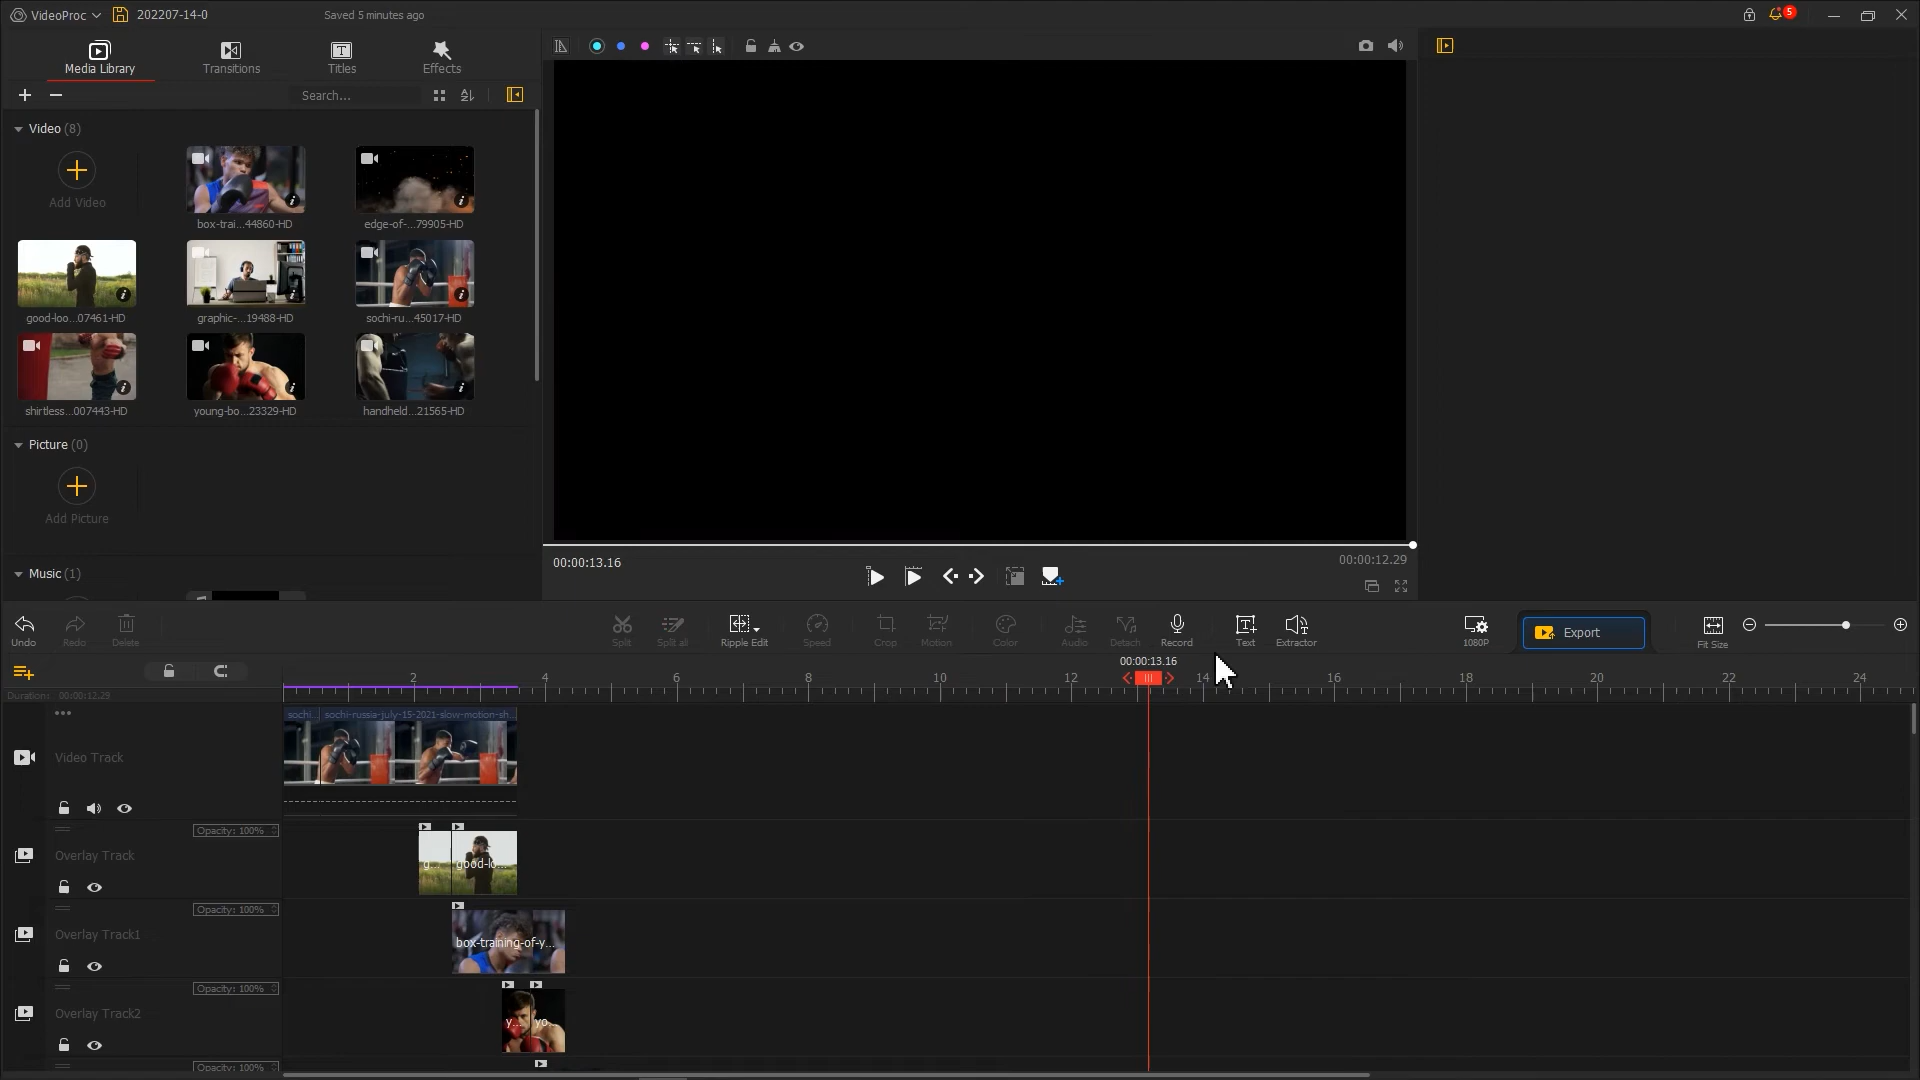 VideoProc
202207-14-0
Saved 5 minutes ago
5
Media Library
Transitions
Titles
Effects
Search...
Video (8)
Add Video
box-trai...44860-HD
edge-of-...79905-HD
good-loo...07461-HD
graphic-...19488-HD
sochi-ru...45017-HD
shirtless...007443-HD
young-bo...23329-HD
handheld...21565-HD
Picture (0)
Add Picture
Music (1)
00:00:13.16
00:00:12.29
Undo
Redo
Delete
Split
Split all
Ripple Edit
Speed
Crop
Motion
Color
Audio
Detach
Record
Text
Extractor
1080P
Export
Fit Size
00:00:13.16
2 4 6 8 10 12 14 16 18 20 22 24
Duration: 00:00:12.29
sochi sochi-russia-july-15-2021-slow-motion-sh...
Video Track
Opacity: 100%
Overlay Track
g... good-lo...
Opacity: 100%
Overlay Track1
box-training-of-y...
Opacity: 100%
Overlay Track2
y... yo...
Opacity: 100%